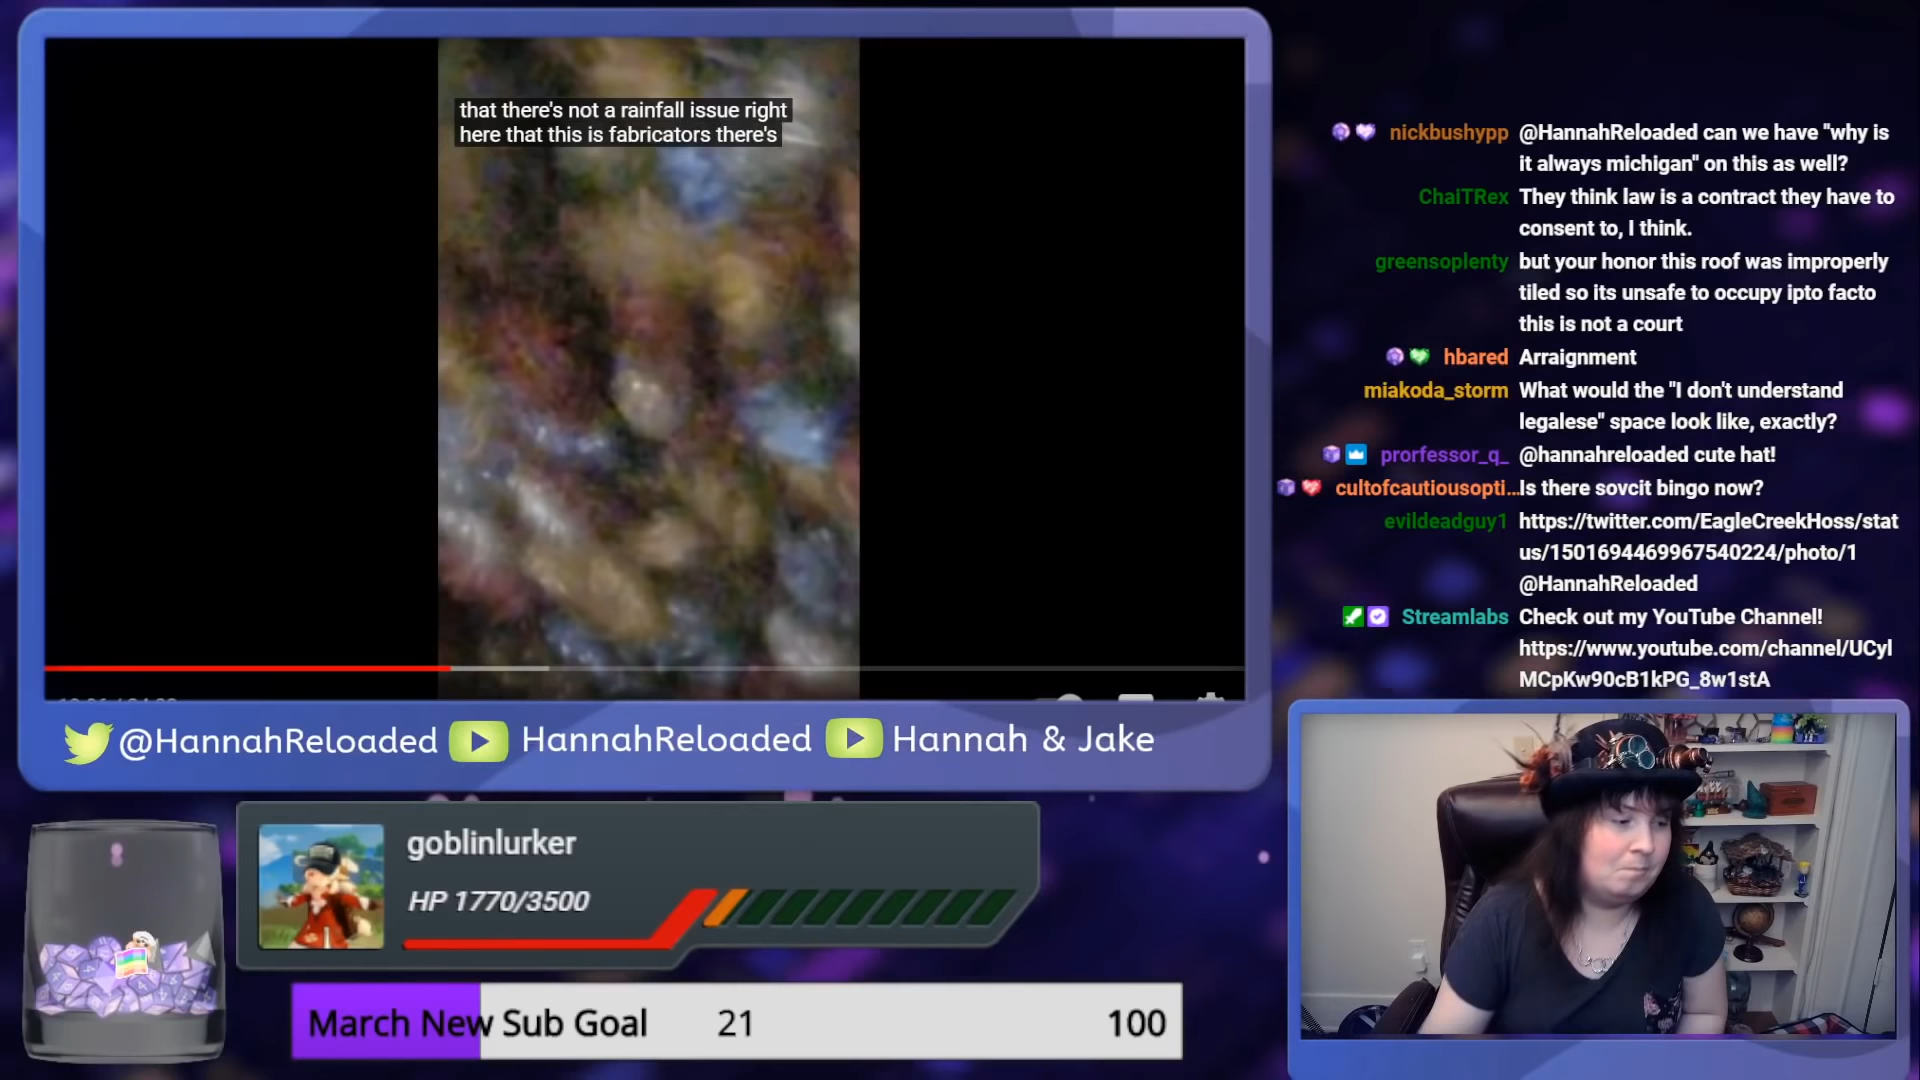 that there's not a rainfall issue right
here that this is fabricators there's
@HannahReloaded HannahReloaded Hannah & Jake
goblinlurker
HP 1770/3500
March New Sub Goal 21 100
nickbushypp @HannahReloaded can we have "why is
it always michigan" on this as well?
ChaiTRex They think law is a contract they have to
consent to, I think.
greensoplenty but your honor this roof was improperly
tiled so its unsafe to occupy ipto facto
this is not a court
hbared Arraignment
miakoda_storm What would the "I don't understand
legalese" space look like, exactly?
prorfessor_q_ @hannahreloaded cute hat!
cultofcautiousopti... Is there sovcit bingo now?
evildeadguy1 https://twitter.com/EagleCreekHoss/stat
us/1501694469967540224/photo/1
@HannahReloaded
Streamlabs Check out my YouTube Channel!
https://www.youtube.com/channel/UCyl
MCpKw90cB1kPG_8w1stA